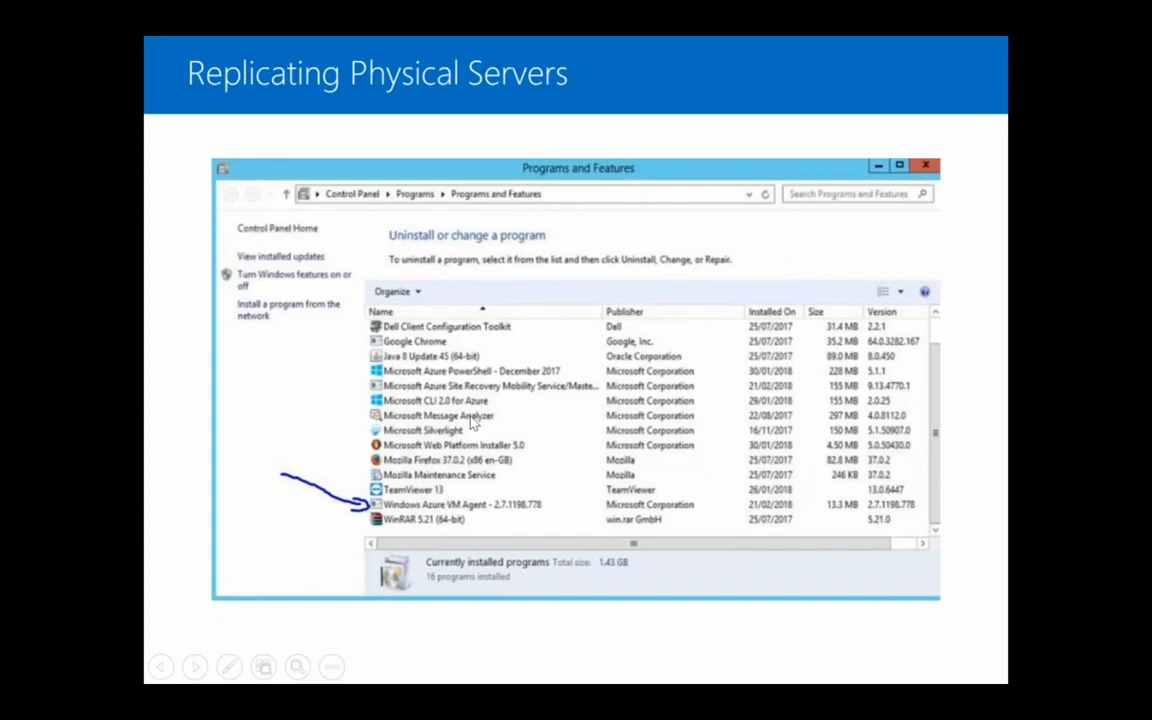 Replicating Physical Servers
Programs and Features
Control Panel Programs Programs and Features
Search Programs and Features
Control Panel Home
View installed updates
Turn Windows features on or
off
Install a program from the
network
Uninstall or change a program
To uninstall a program, select it from the list and then click Uninstall, Change, or Repair.
Organize
Name Publisher Installed On Size Version
Dell Client Configuration Toolkit Dell 25/07/2017 31.4 MB 2.2.1
Google Chrome Google, Inc. 25/07/2017 35.2 MB 64.0.3282.167
Java 8 Update 45 (64-bit) Oracle Corporation 25/07/2017 89.0 MB 8.0.450
Microsoft Azure PowerShell - December 2017 Microsoft Corporation 30/01/2018 228 MB 5.1.1
Microsoft Azure Site Recovery Mobility Service/Maste... Microsoft Corporation 21/02/2018 155 MB 9.13.4770.1
Microsoft CLI 2.0 for Azure Microsoft Corporation 29/01/2018 155 MB 2.0.25
Microsoft Message Analyzer Microsoft Corporation 22/08/2017 297 MB 4.0.8112.0
Microsoft Silverlight Microsoft Corporation 16/11/2017 150 MB 5.1.50907.0
Microsoft Web Platform Installer 5.0 Microsoft Corporation 30/01/2018 4.50 MB 5.0.50430.0
Mozilla Firefox 37.0.2 (x86 en-GB) Mozilla 25/07/2017 82.8 MB 37.0.2
Mozilla Maintenance Service Mozilla 25/07/2017 246 KB 37.0.2
TeamViewer 13 TeamViewer 26/01/2018 13.0.6447
Windows Azure VM Agent - 2.7.1198.778 Microsoft Corporation 21/02/2018 13.3 MB 2.7.1198.778
WinRAR 5.21 (64-bit) win.rar GmbH 25/07/2017 5.21.0
Currently installed programs Total size: 1.43 GB
16 programs installed